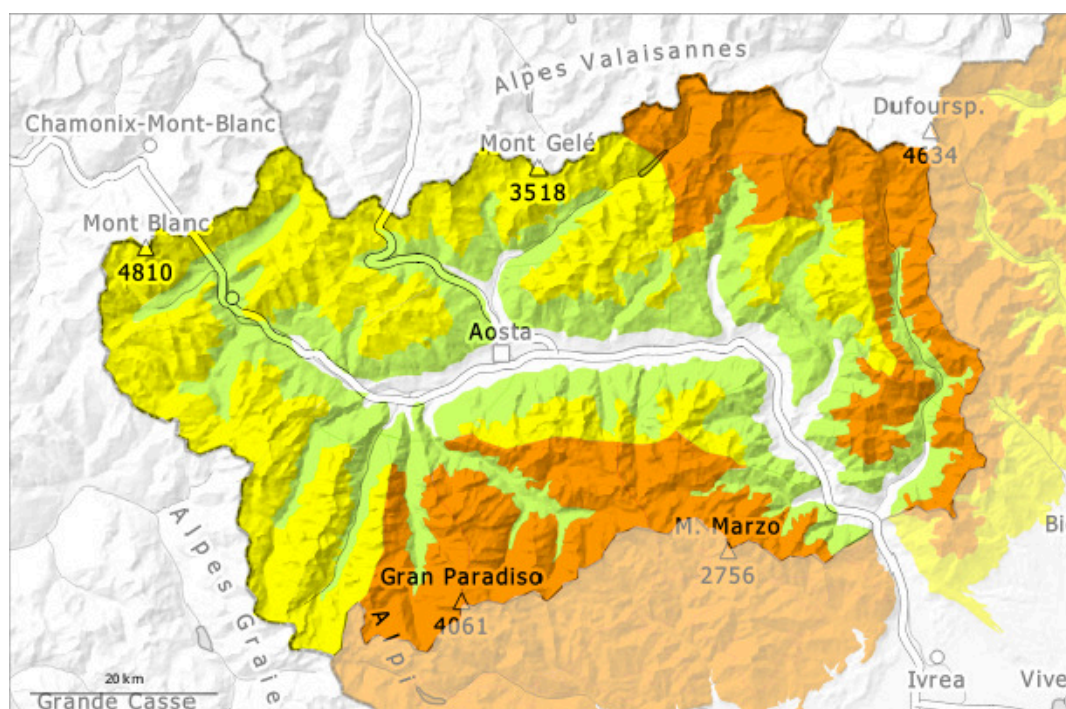 Alpes Valaisannes
Chamonix-Mont-Blanc
Dufoursp.
4634
Mont Gelé
3518
Mont Blanc
4810
Aosta
M. Marzo
2756
Gran Paradiso
4061
Alpes Graie
Alpi
Bi
20 km
Grande Casse
Ivrea
Vive